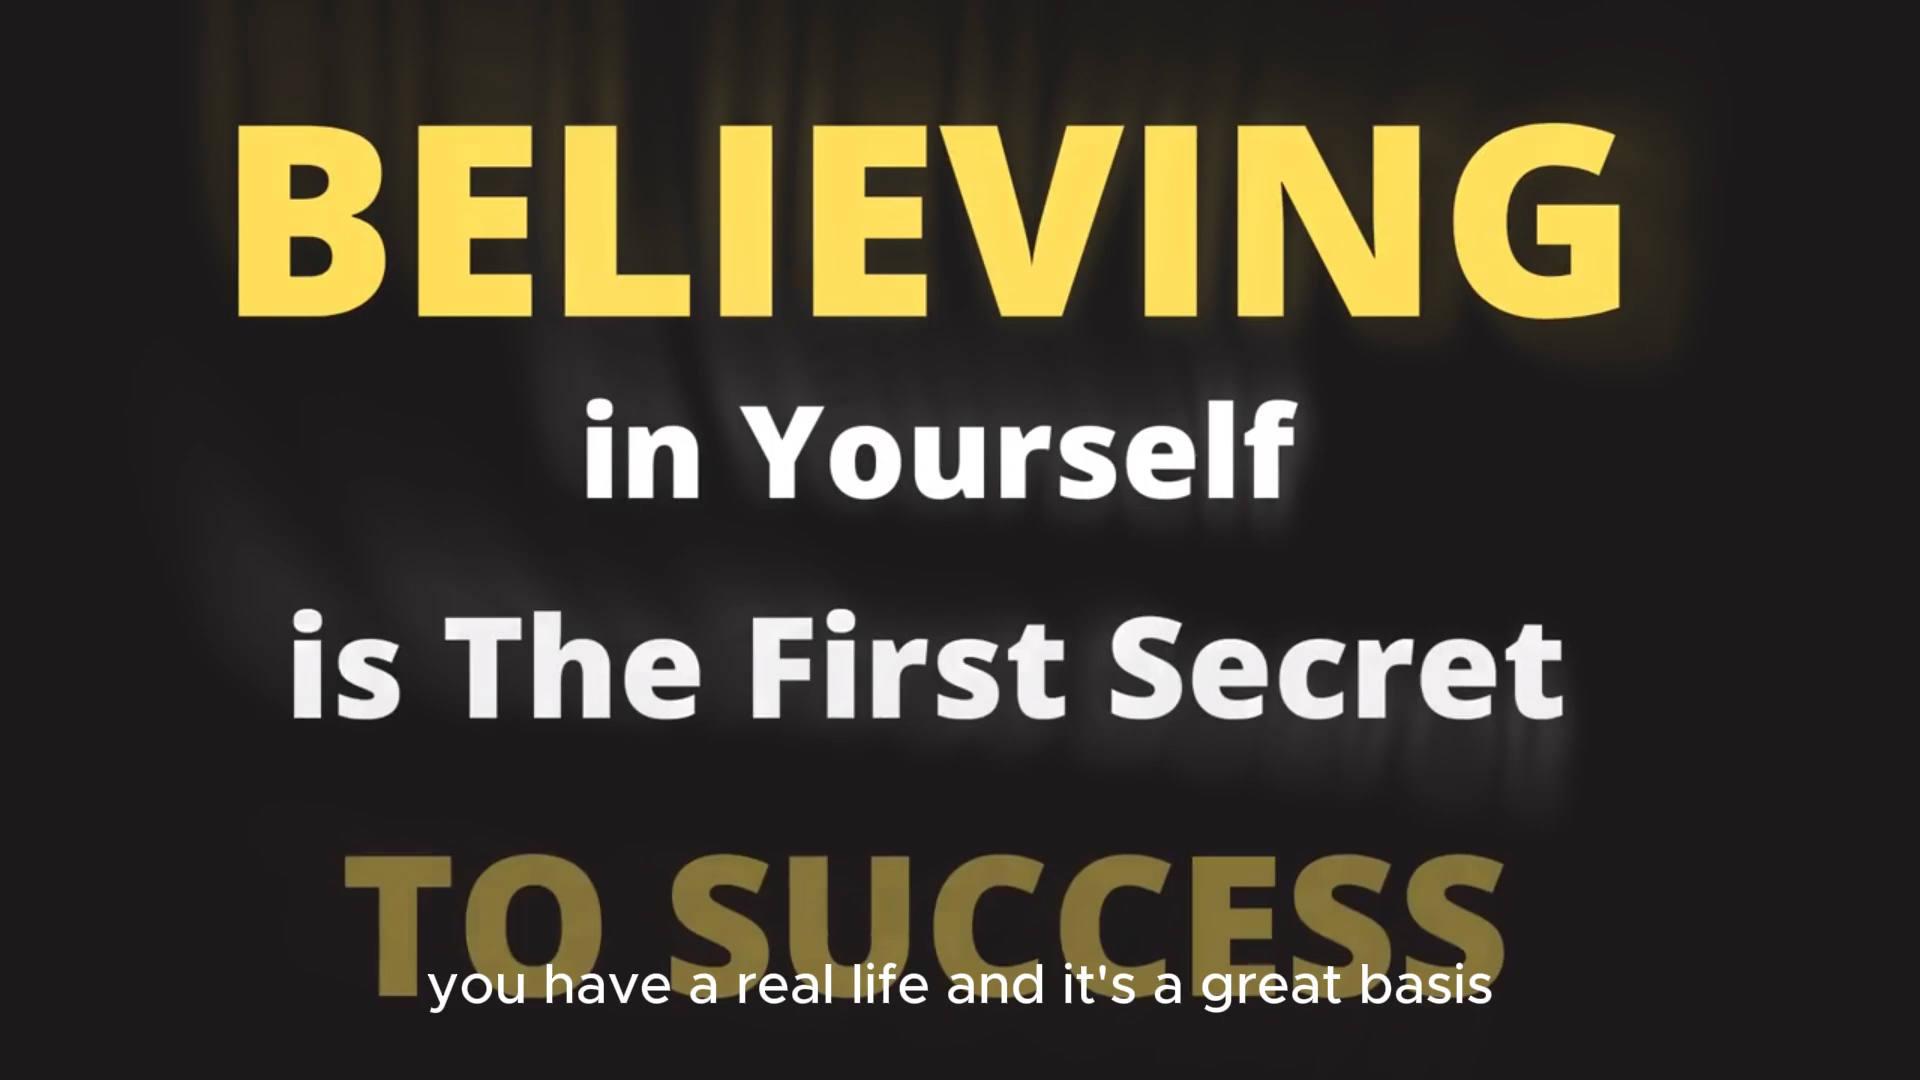 BELIEVING
in Yourself
is The First Secret
TO SUCCESS
you have a real life and it's a great basis